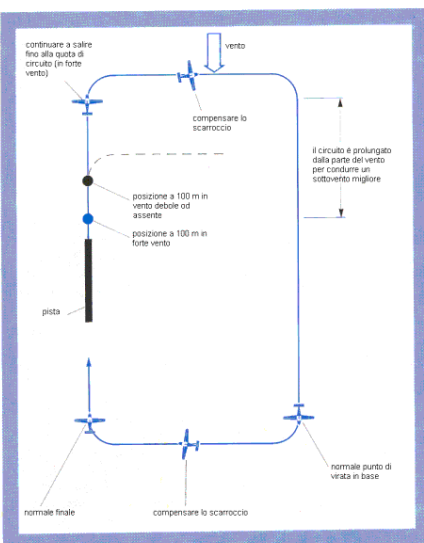 continuare a salire
fino alla quota di
circuito (in forte
vento)
vento
compensare lo
scarroccio
il circuito è prolungato
dalla parte del vento
per condurre un
sottovento migliore
posizione a 100 m in
vento debole od
assente
posizione a 100 m in
forte vento
pista
normale punto di
virata in base
normale finale
compensare lo scarroccio